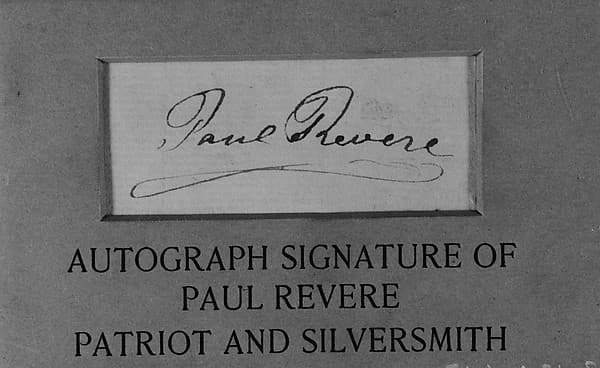 Paul Revere
AUTOGRAPH SIGNATURE OF
PAUL REVERE
PATRIOT AND SILVERSMITH